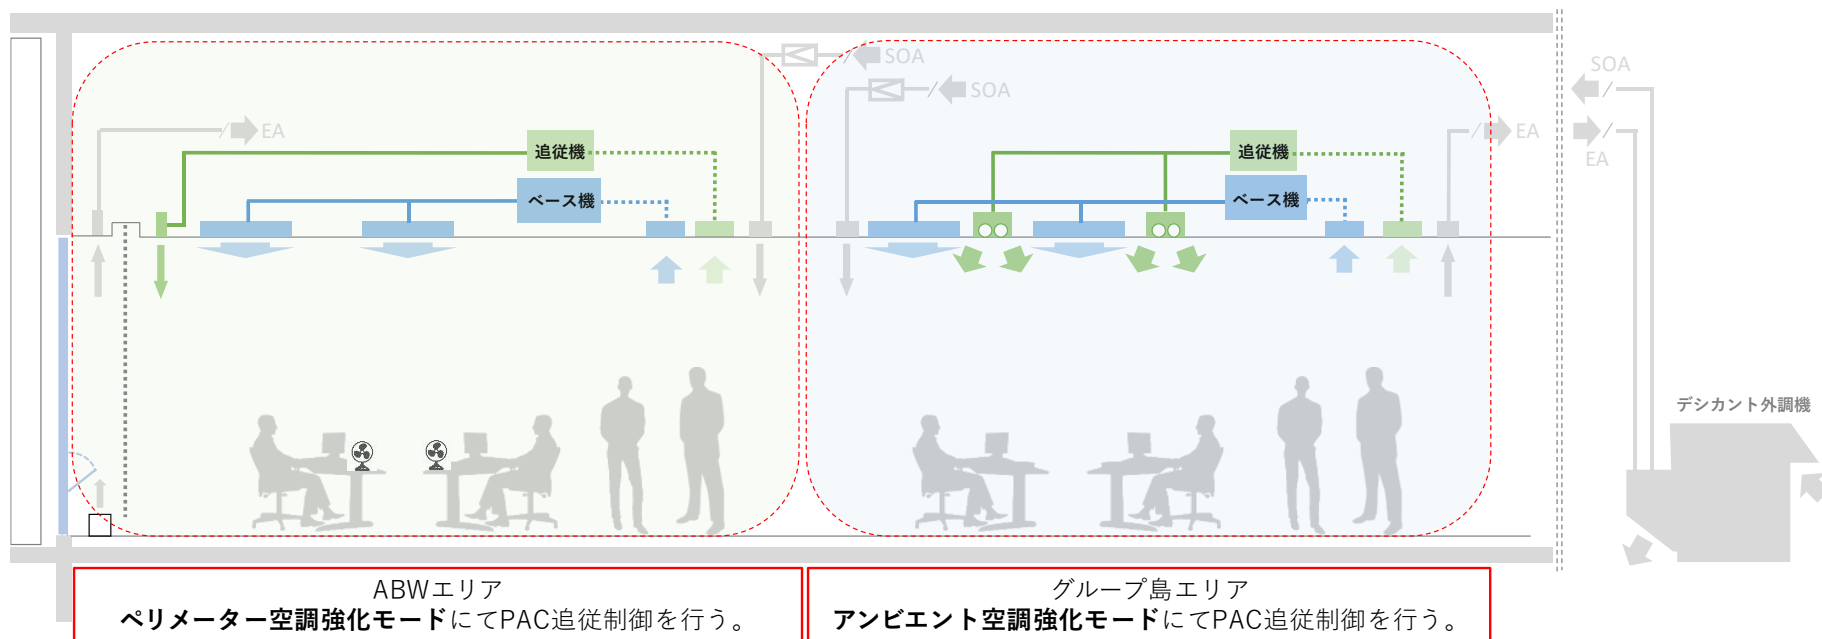 SOA
SOA
SOA
EA
EA
EA
追従機
追従機
ベース機
ベース機
デシカント外調機
ABWエリア
ペリメーター空調強化モードにてPAC追従制御を行う。
グループ島エリア
アンビエント空調強化モードにてPAC追従制御を行う。